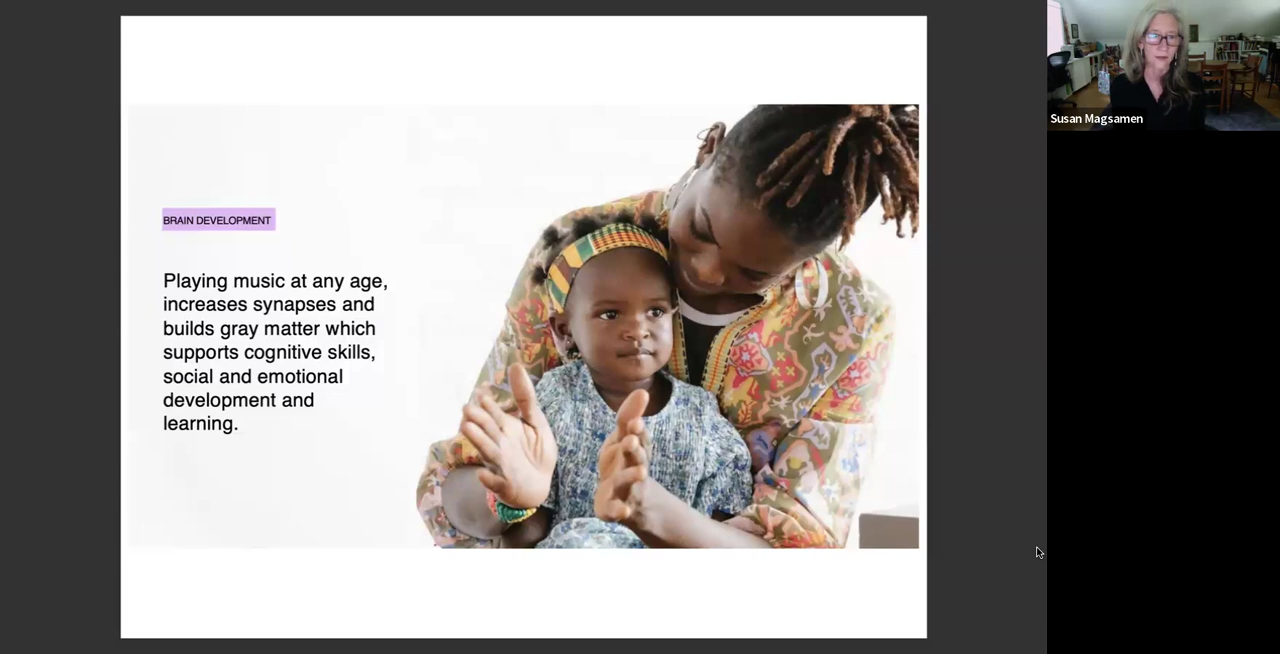 BRAIN DEVELOPMENT
Playing music at any age,
increases synapses and
builds gray matter which
supports cognitive skills,
social and emotional
development and
learning.
Susan Magsamen